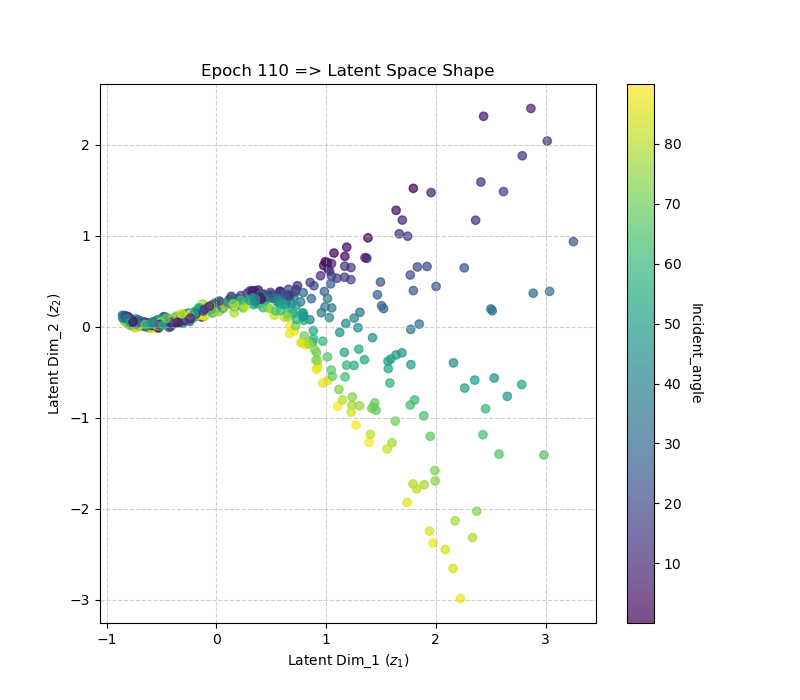 Epoch 110 => Latent Space Shape
2
1
0
−1
−2
−3
Latent Dim_2 (z₂)
−1 0 1 2 3
Latent Dim_1 (z₁)
80
70
60
50
40
30
20
10
Incident_angle